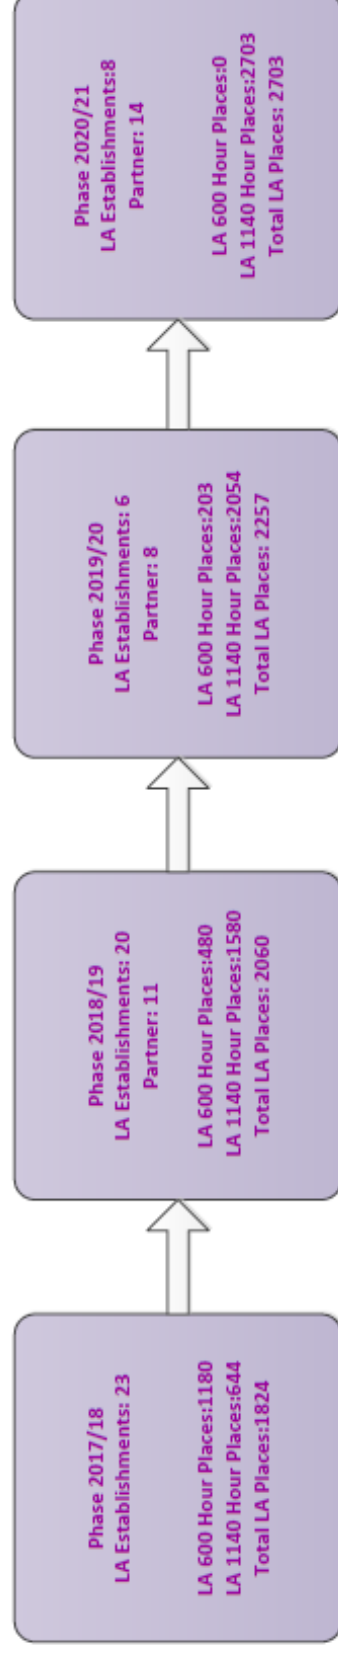 Phase 2017/18
LA Establishments: 23
LA 600 Hour Places:1180
LA 1140 Hour Places:644
Total LA Places:1824
Phase 2018/19
LA Establishments: 20
Partner: 11
LA 600 Hour Places:480
LA 1140 Hour Places:1580
Total LA Places: 2060
Phase 2019/20
LA Establishments: 6
Partner: 8
LA 600 Hour Places:203
LA 1140 Hour Places:2054
Total LA Places: 2257
Phase 2020/21
LA Establishments:8
Partner: 14
LA 600 Hour Places:0
LA 1140 Hour Places:2703
Total LA Places: 2703